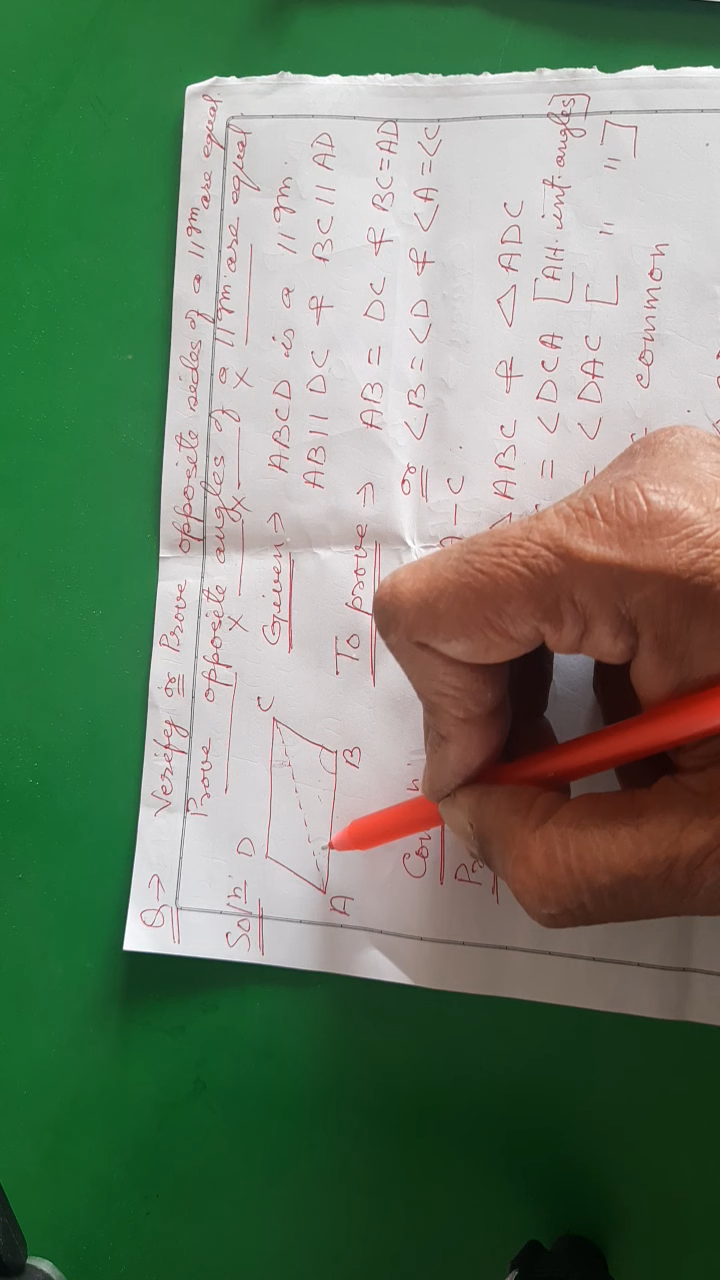 Q→ Verify or Prove opposite sides of a ||gm are equal.
Prove opposite angles of a ||gm are equal
x x x
Soln. D C
A B
Given→ ABCD is a ||gm.
AB || DC & BC || AD
To prove→ AB = DC & BC = AD
or <B = <D & <A = <C
- C.
△ABC & △ADC
= <DCA [Alt. int. angles]
= <DAC [ " " ]
common